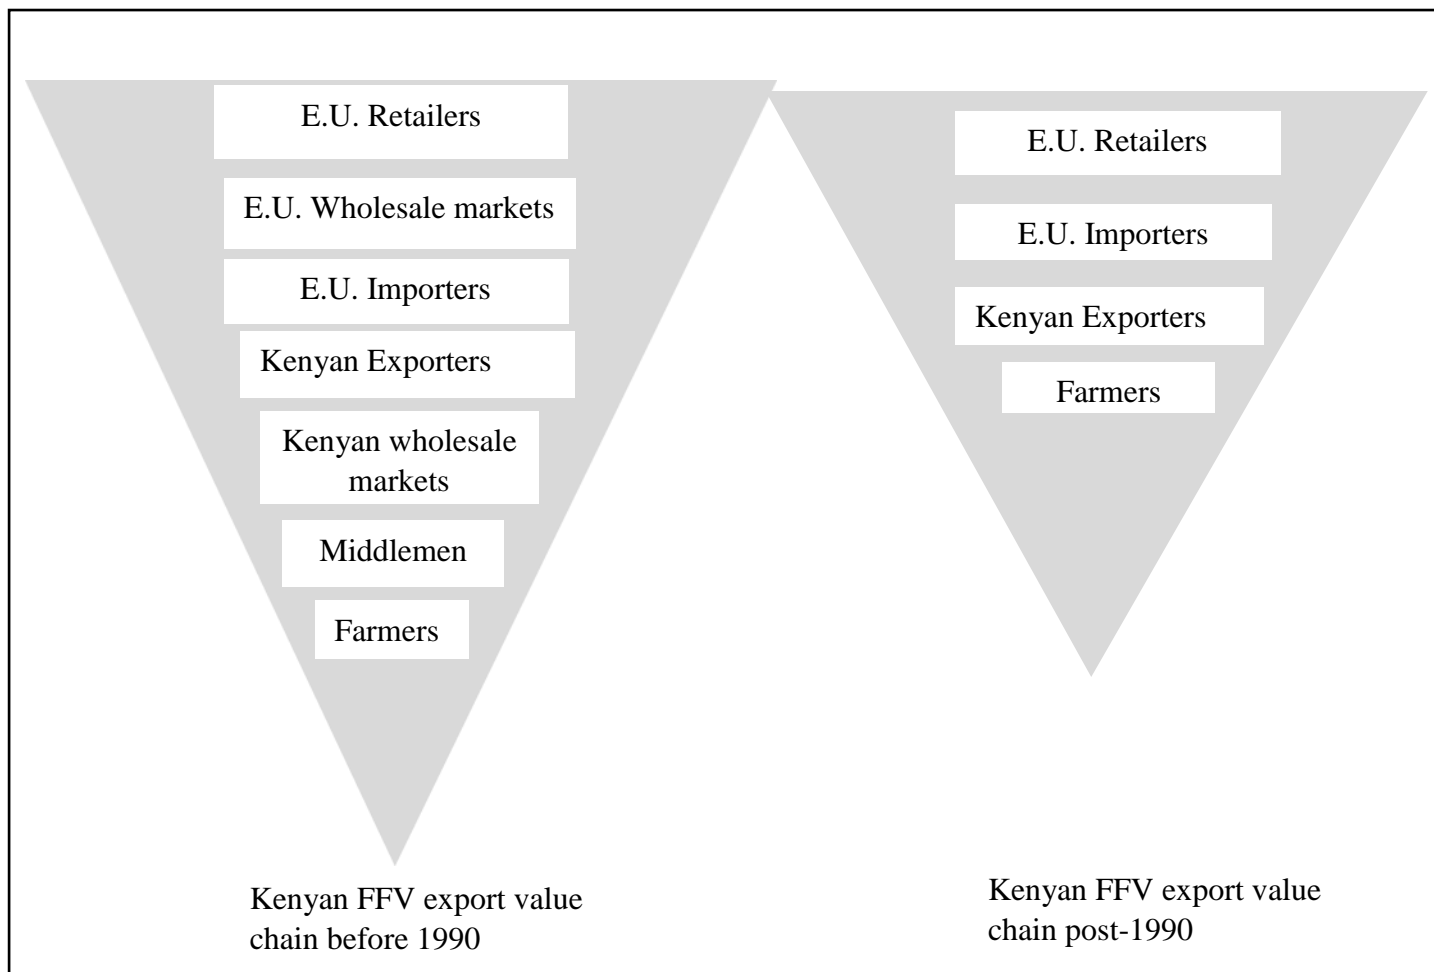 E.U. Retailers
E.U. Wholesale markets
E.U. Importers
Kenyan Exporters
Kenyan wholesale
markets
Middlemen
Farmers
Kenyan FFV export value
chain before 1990
E.U. Retailers
E.U. Importers
Kenyan Exporters
Farmers
Kenyan FFV export value
chain post-1990